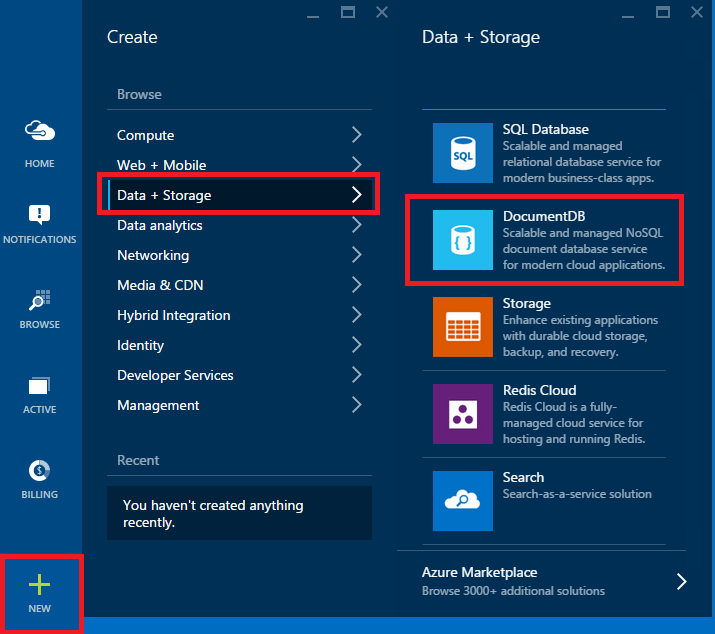 HOME
NOTIFICATIONS
BROWSE
ACTIVE
BILLING
NEW
Create
Browse
Compute
Web + Mobile
Data + Storage
Data analytics
Networking
Media & CDN
Hybrid Integration
Identity
Developer Services
Management
Recent
You haven't created anything
recently.
Data + Storage
SQL
SQL Database
Scalable and managed
relational database service for
modern business-class apps.
{ }
DocumentDB
Scalable and managed NoSQL
document database service
for modern cloud applications.
Storage
Enhance existing applications
with durable cloud storage,
backup, and recovery.
Redis Cloud
Redis Cloud is a fully-
managed cloud service for
hosting and running Redis.
Search
Search-as-a-service solution
Azure Marketplace
Browse 3000+ additional solutions